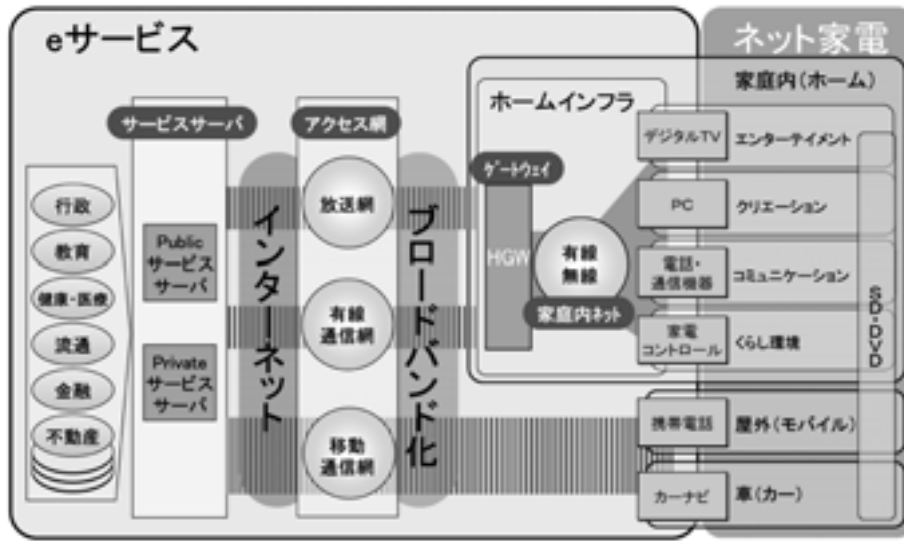 eサービス
ネット家電
家庭内(ホーム)
ホームインフラ
サービスサーバ
アクセス網
ゲートウェイ
行政
教育
健康・医療
流通
金融
不動産
Public
サービス
サーバ
Private
サービス
サーバ
インターネット
放送網
有線
通信網
移動
通信網
ブロードバンド化
HGW
有線
無線
家庭内ネット
デジタルTV
エンターテイメント
PC
クリエーション
電話・
通信機器
コミュニケーション
家電
コントロール
くらし環境
携帯電話
屋外(モバイル)
カーナビ
車(カー)
SD・DVD